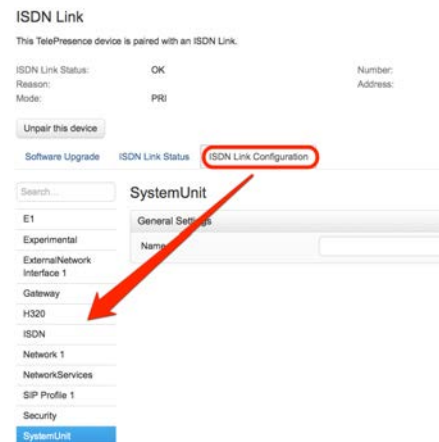 ISDN Link
This TelePresence device is paired with an ISDN Link.
ISDN Link Status: OK Number:
Reason: Address:
Mode: PRI
Unpair this device
Software Upgrade ISDN Link Status ISDN Link Configuration
Search...
SystemUnit
E1
General Settings
Experimental
Name
ExternalNetwork
Interface 1
Gateway
H320
ISDN
Network 1
NetworkServices
SIP Profile 1
Security
SystemUnit